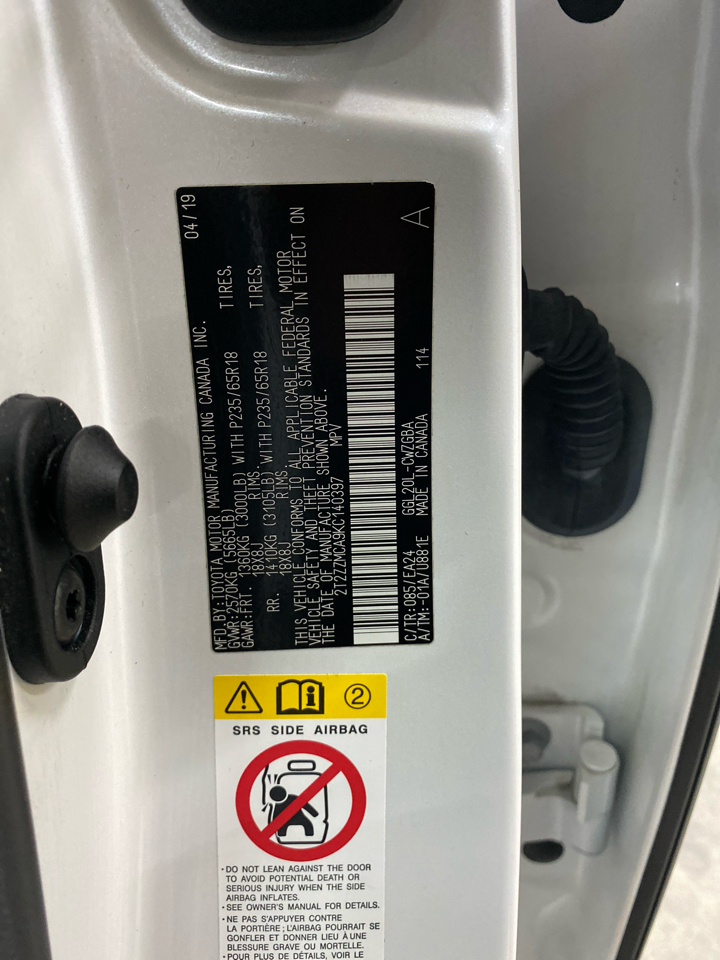 MFD.BY:TOYOTA MOTOR MANUFACTURING CANADA INC. 04/19
GVWR:2570KG (5665LB)
GAWR:FRT. 1360KG (3000LB) WITH P235/65R18 TIRES,
18X8J RIMS
RR. 1410KG (3105LB) WITH P235/65R18 TIRES,
18X8J RIMS
THIS VEHICLE CONFORMS TO ALL APPLICABLE FEDERAL MOTOR
VEHICLE SAFETY AND THEFT PREVENTION STANDARDS IN EFFECT ON
THE DATE OF MANUFACTURE SHOWN ABOVE.
2T2ZZMCA9KC140397 MPV
C/TR:085/EA24 GGL20L-CWZGBA A
A/TM:-01A/U881E MADE IN CANADA 114
2
SRS SIDE AIRBAG
• DO NOT LEAN AGAINST THE DOOR
TO AVOID POTENTIAL DEATH OR
SERIOUS INJURY WHEN THE SIDE
AIRBAG INFLATES.
• SEE OWNER'S MANUAL FOR DETAILS.
• NE PAS S'APPUYER CONTRE
LA PORTIÈRE ; L'AIRBAG POURRAIT SE
GONFLER ET DONNER LIEU À UNE
BLESSURE GRAVE OU MORTELLE.
• POUR PLUS DE DÉTAILS, VOIR LE